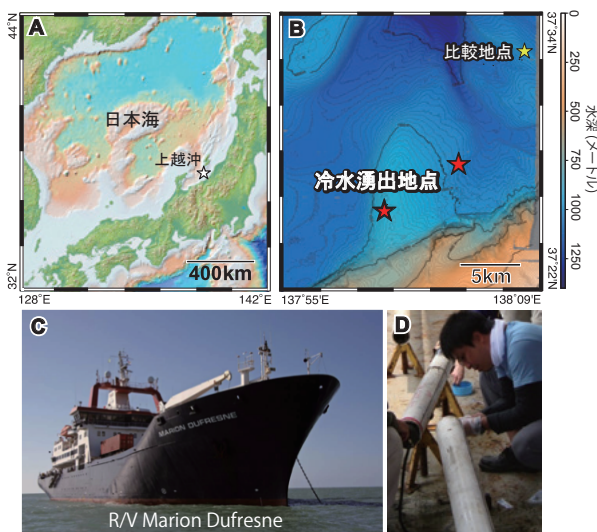 A
44°N
日本海
上越沖
400km
32°N
128°E
142°E
B
比較地点
冷水湧出地点
5km
37°34'N
37°22'N
137°55'E
138°09'E
0
250
500
750
1000
1250
水深 (メートル)
C
MARION DUFRESNE
R/V Marion Dufresne
D